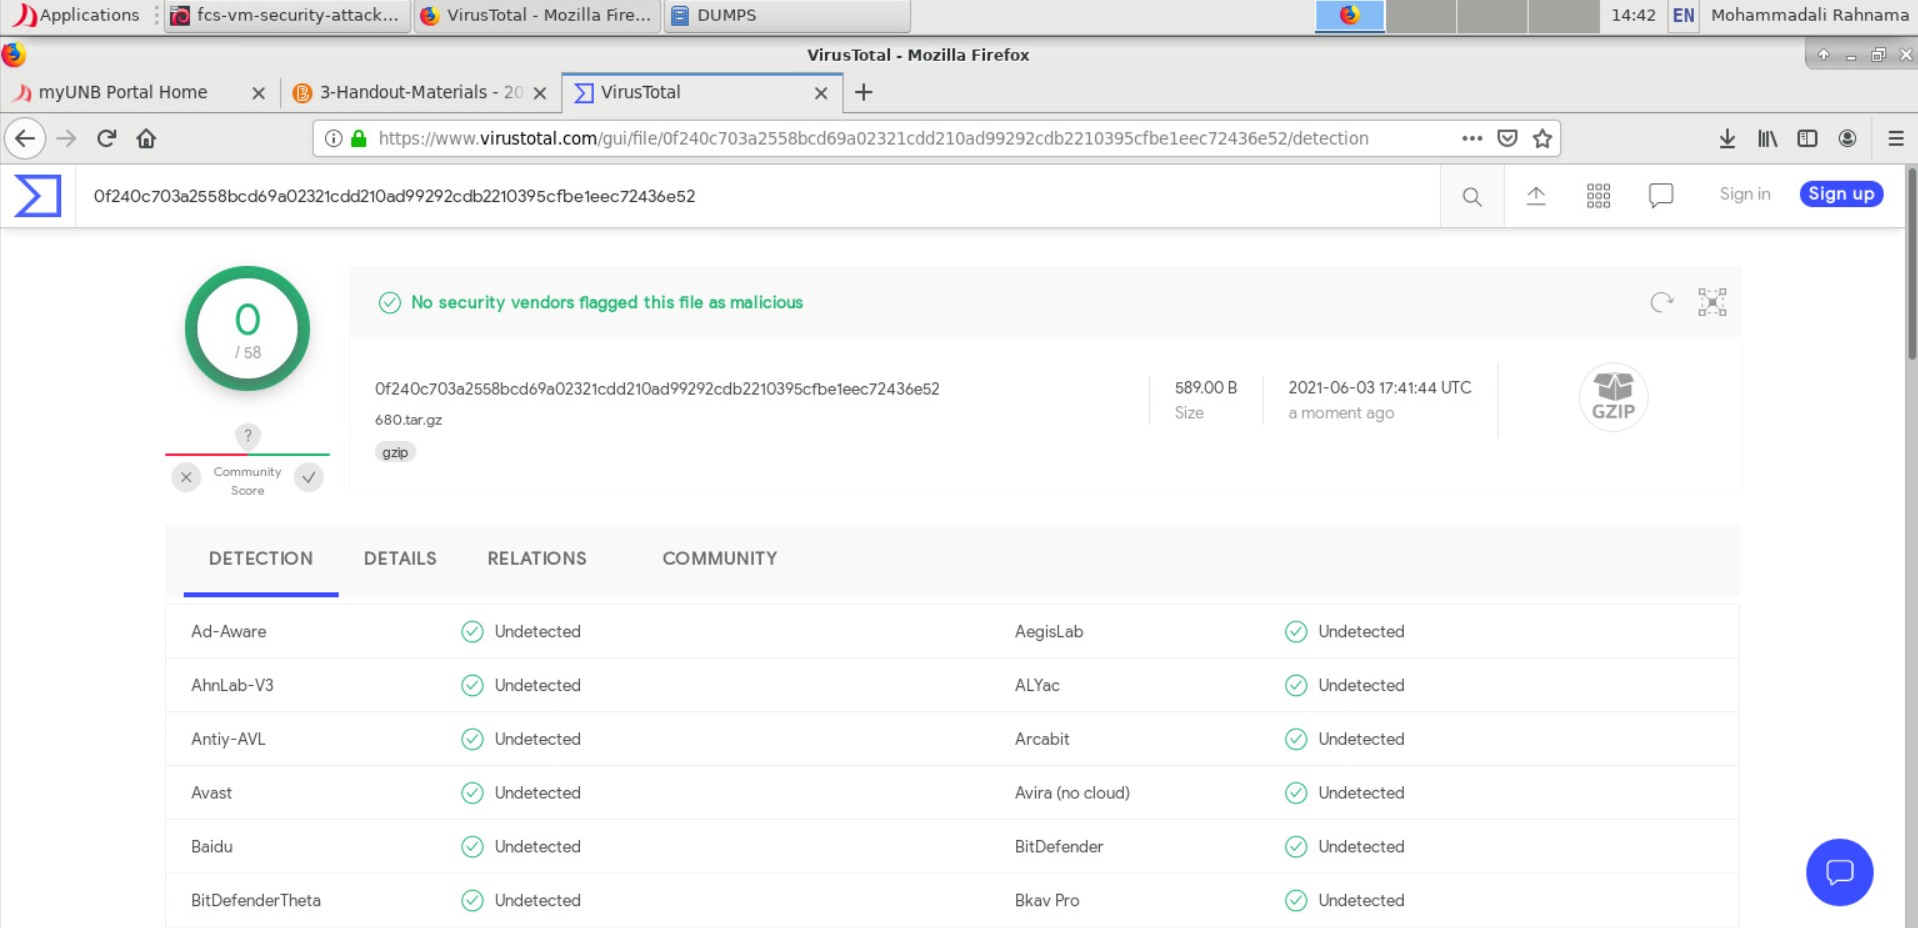 Applications fcs-vm-security-attack... VirusTotal - Mozilla Fire... DUMPS 14:42 EN Mohammadali Rahnama
VirusTotal - Mozilla Firefox
myUNB Portal Home 3-Handout-Materials - 20 VirusTotal
https://www.virustotal.com/gui/file/0f240c703a2558bcd69a02321cdd210ad99292cdb2210395cfbe1eec72436e52/detection
0f240c703a2558bcd69a02321cdd210ad99292cdb2210395cfbe1eec72436e52 Sign in Sign up
0
/ 58
No security vendors flagged this file as malicious
0f240c703a2558bcd69a02321cdd210ad99292cdb2210395cfbe1eec72436e52 589.00 B 2021-06-03 17:41:44 UTC
Size a moment ago
680.tar.gz
gzip
GZIP
?
Community
Score
DETECTION DETAILS RELATIONS COMMUNITY
Ad-Aware Undetected AegisLab Undetected
AhnLab-V3 Undetected ALYac Undetected
Antiy-AVL Undetected Arcabit Undetected
Avast Undetected Avira (no cloud) Undetected
Baidu Undetected BitDefender Undetected
BitDefenderTheta Undetected Bkav Pro Undetected